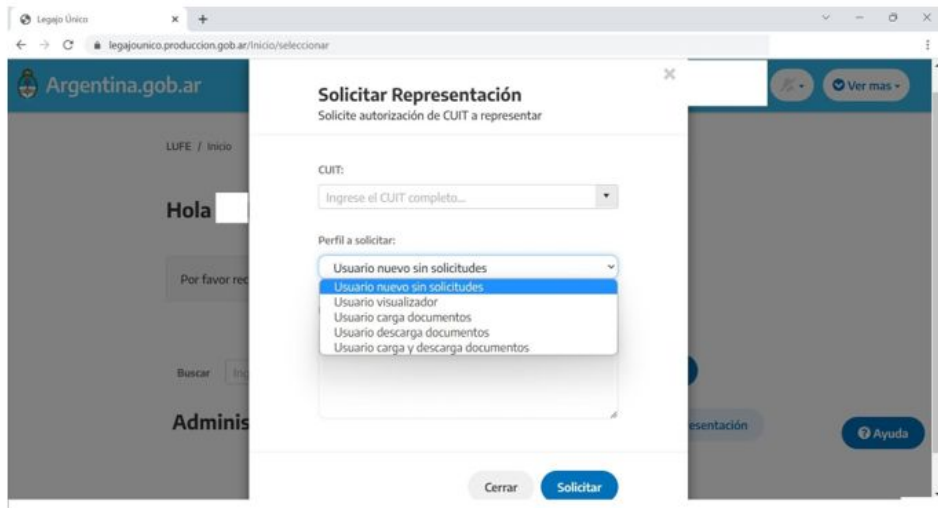 Legajo Único
legajounico.produccion.gob.ar/Inicio/seleccionar
Argentina.gob.ar
Ver mas
Solicitar Representación
Solicite autorización de CUIT a representar
LUFE / Inicio
CUIT:
Ingrese el CUIT completo...
Hola
Perfil a solicitar:
Usuario nuevo sin solicitudes
Por favor
Usuario nuevo sin solicitudes
Usuario visualizador
Usuario carga documentos
Usuario descarga documentos
Usuario carga y descarga documentos
Buscar
Adminis
esentación
Ayuda
Cerrar
Solicitar